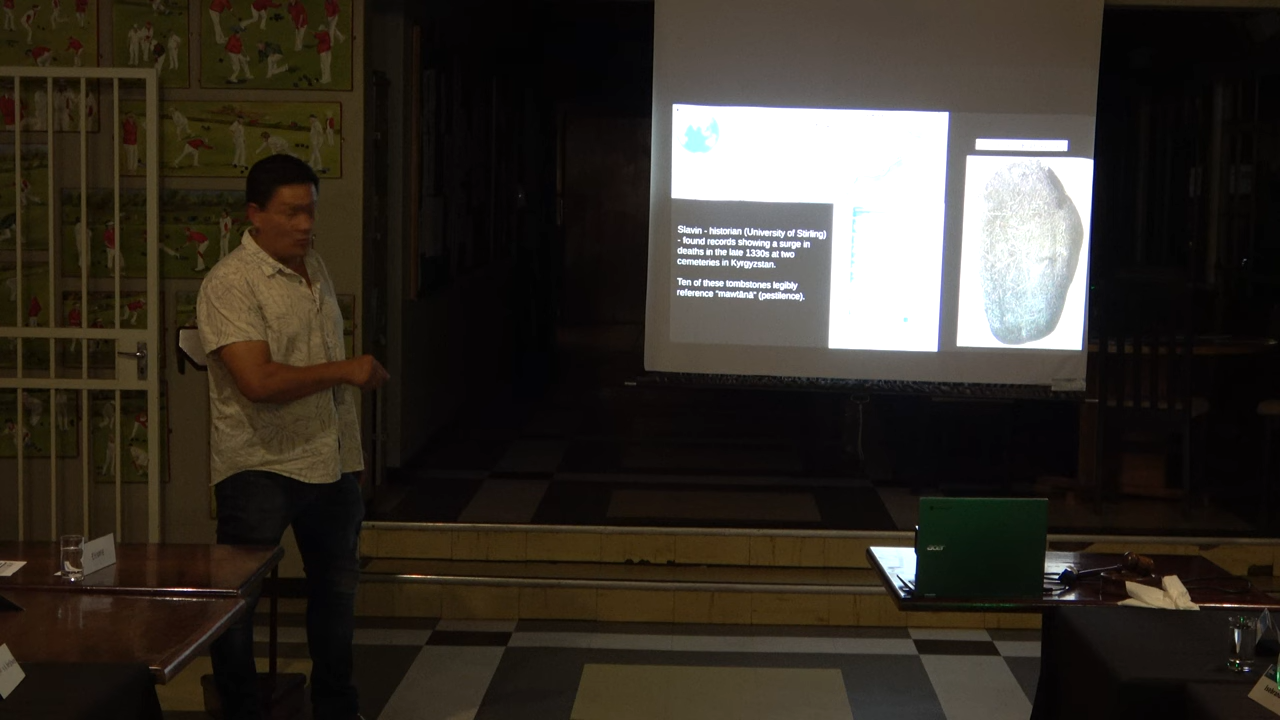 Slavin - historian (University of Stirling)
- found records showing a surge in
deaths in the late 1330s at two
cemeteries in Kyrgyzstan.
Ten of these tombstones legibly
reference "mawtānā" (pestilence).
acer